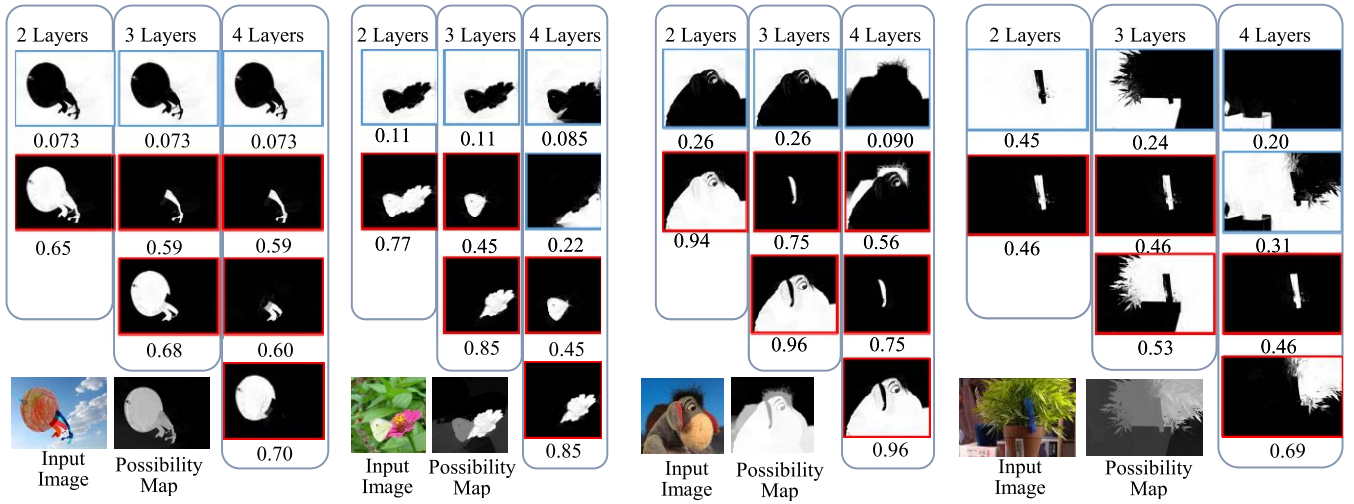 2 Layers 3 Layers 4 Layers
0.073 0.073 0.073
0.65 0.59 0.59
0.68 0.60
0.70
Input Image
Possibility Map
2 Layers 3 Layers 4 Layers
0.11 0.11 0.085
0.77 0.45 0.22
0.85 0.45
0.85
Input Image
Possibility Map
2 Layers 3 Layers 4 Layers
0.26 0.26 0.090
0.94 0.75 0.56
0.96 0.75
0.96
Input Image
Possibility Map
2 Layers 3 Layers 4 Layers
0.45 0.24 0.20
0.46 0.46 0.31
0.53 0.46
0.69
Input Image
Possibility Map